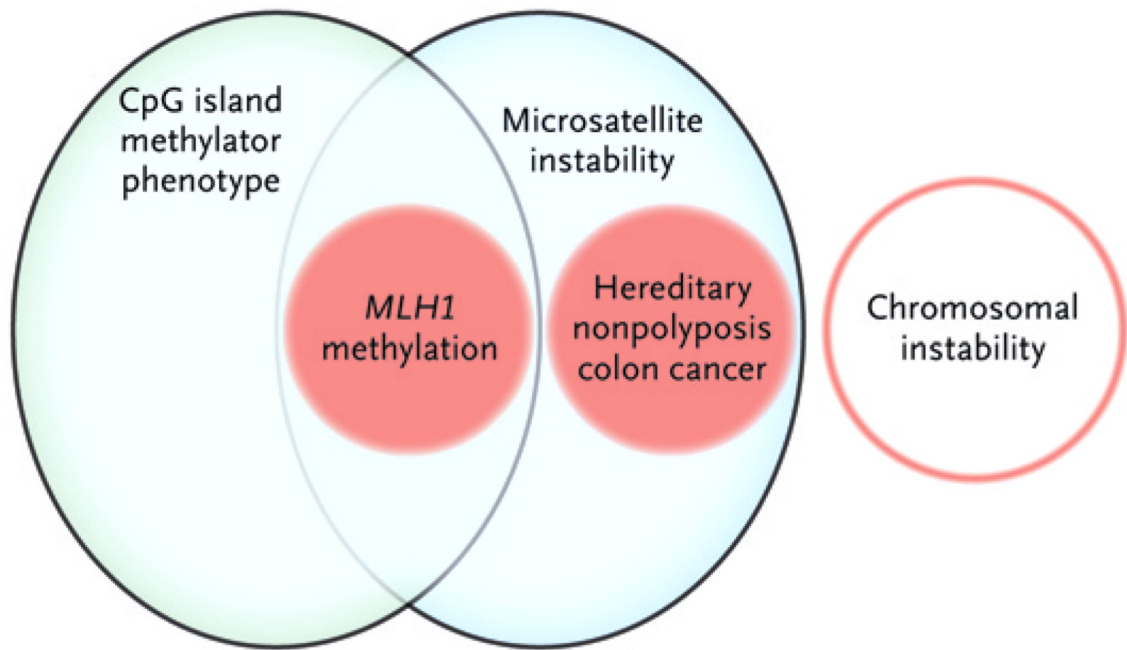 CpG island
methylator
phenotype
Microsatellite
instability
MLH1
methylation
Hereditary
nonpolyposis
colon cancer
Chromosomal
instability